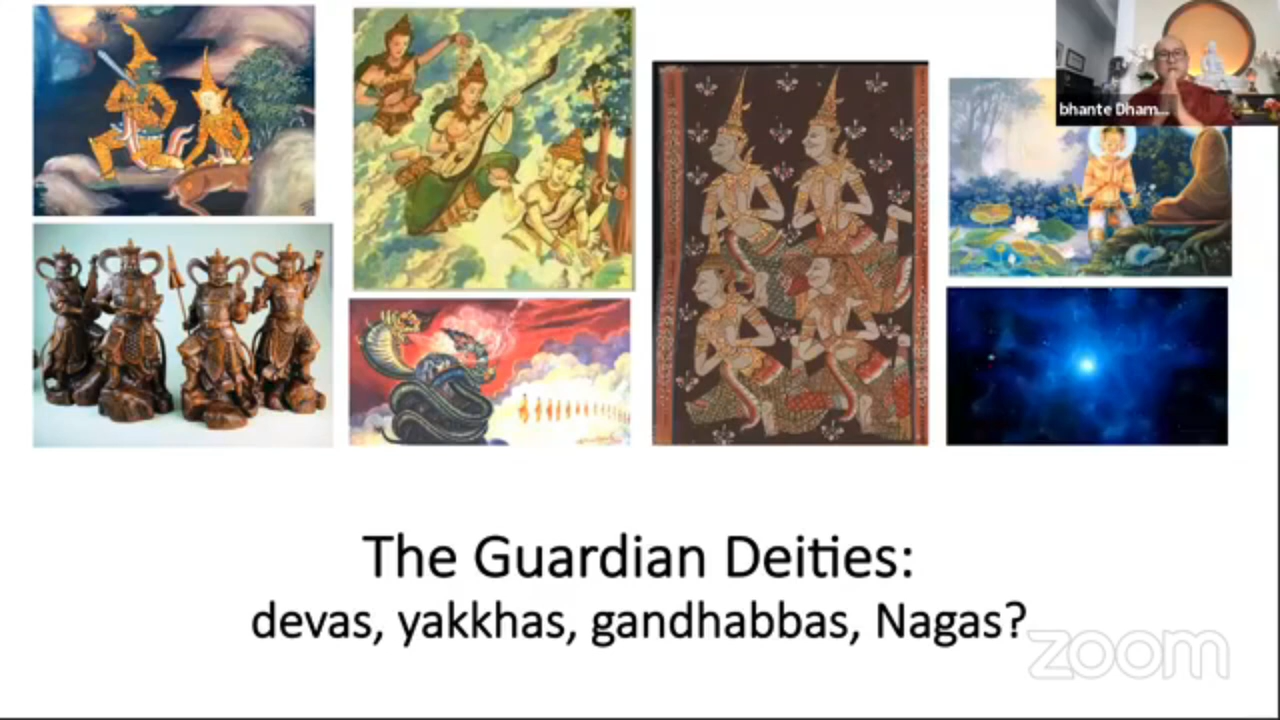 bhante Dham...
The Guardian Deities:
devas, yakkhas, gandhabbas, Nagas?
zoom